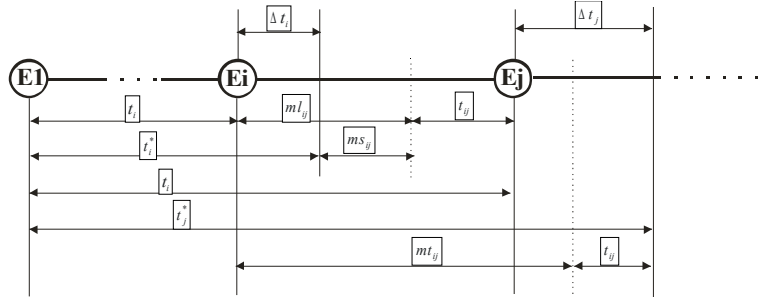 Δ t_i Δ t_j
E1 Ei Ej
t_i ml_ij t_ij
t_i^* ms_ij
t_i
t_j^*
mt_ij t_ij